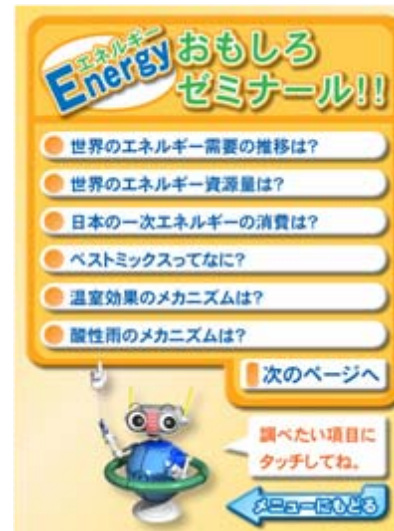 エネルギー
Energy
おもしろ
ゼミナール!!
世界のエネルギー需要の推移は?
世界のエネルギー資源量は?
日本の一次エネルギーの消費は?
ベストミックスってなに?
温室効果のメカニズムは?
酸性雨のメカニズムは?
次のページへ
調べたい項目に
タッチしてね。
メニューにもどる